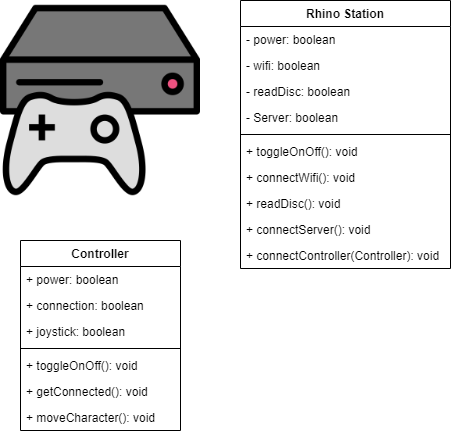 Rhino Station
- power: boolean
- wifi: boolean
- readDisc: boolean
- Server: boolean
+ toggleOnOff(): void
+ connectWifi(): void
+ readDisc(): void
+ connectServer(): void
+ connectController(Controller): void
Controller
+ power: boolean
+ connection: boolean
+ joystick: boolean
+ toggleOnOff(): void
+ getConnected(): void
+ moveCharacter(): void